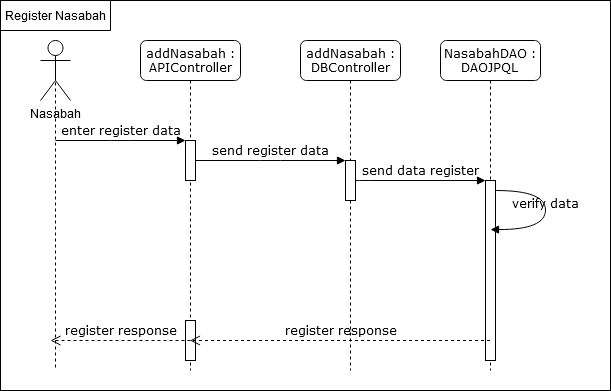 Register Nasabah
addNasabah :
APIController
addNasabah :
DBController
NasabahDAO :
DAOJPQL
Nasabah
enter register data
send register data
send data register
verify data
register response
register response